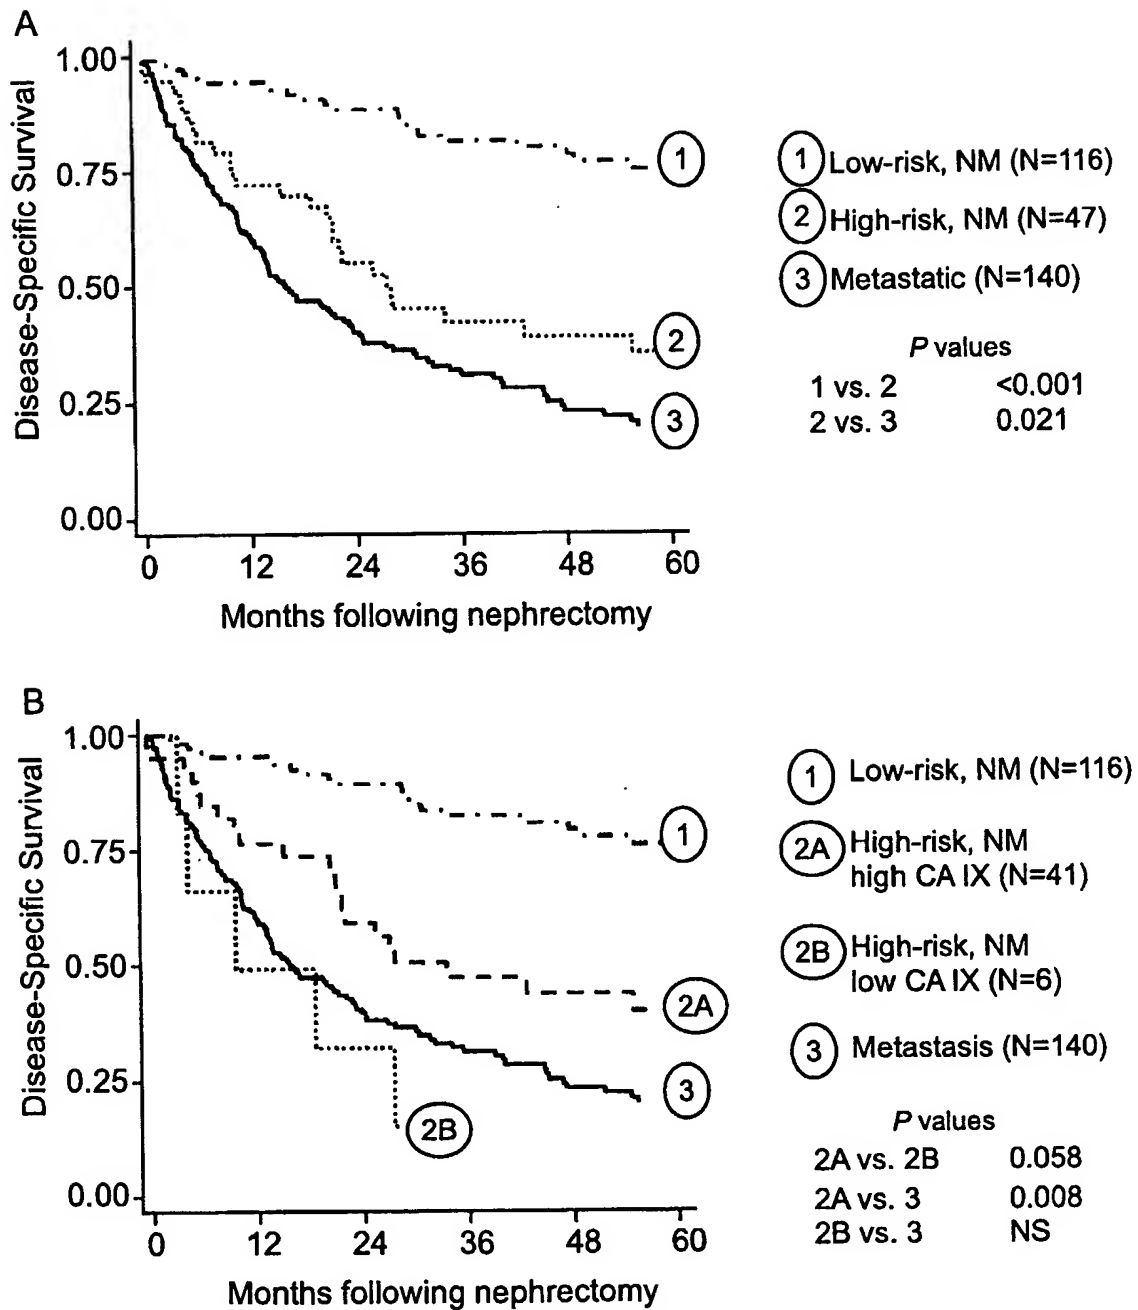 A
Disease-Specific Survival
1.00
0.75
0.50
0.25
0.00
0 12 24 36 48 60
Months following nephrectomy
1
2
3
1 Low-risk, NM (N=116)
2 High-risk, NM (N=47)
3 Metastatic (N=140)
P values
1 vs. 2 <0.001
2 vs. 3 0.021
B
Disease-Specific Survival
1.00
0.75
0.50
0.25
0.00
0 12 24 36 48 60
Months following nephrectomy
1
2A
3
2B
1 Low-risk, NM (N=116)
2A High-risk, NM
high CA IX (N=41)
2B High-risk, NM
low CA IX (N=6)
3 Metastasis (N=140)
P values
2A vs. 2B 0.058
2A vs. 3 0.008
2B vs. 3 NS